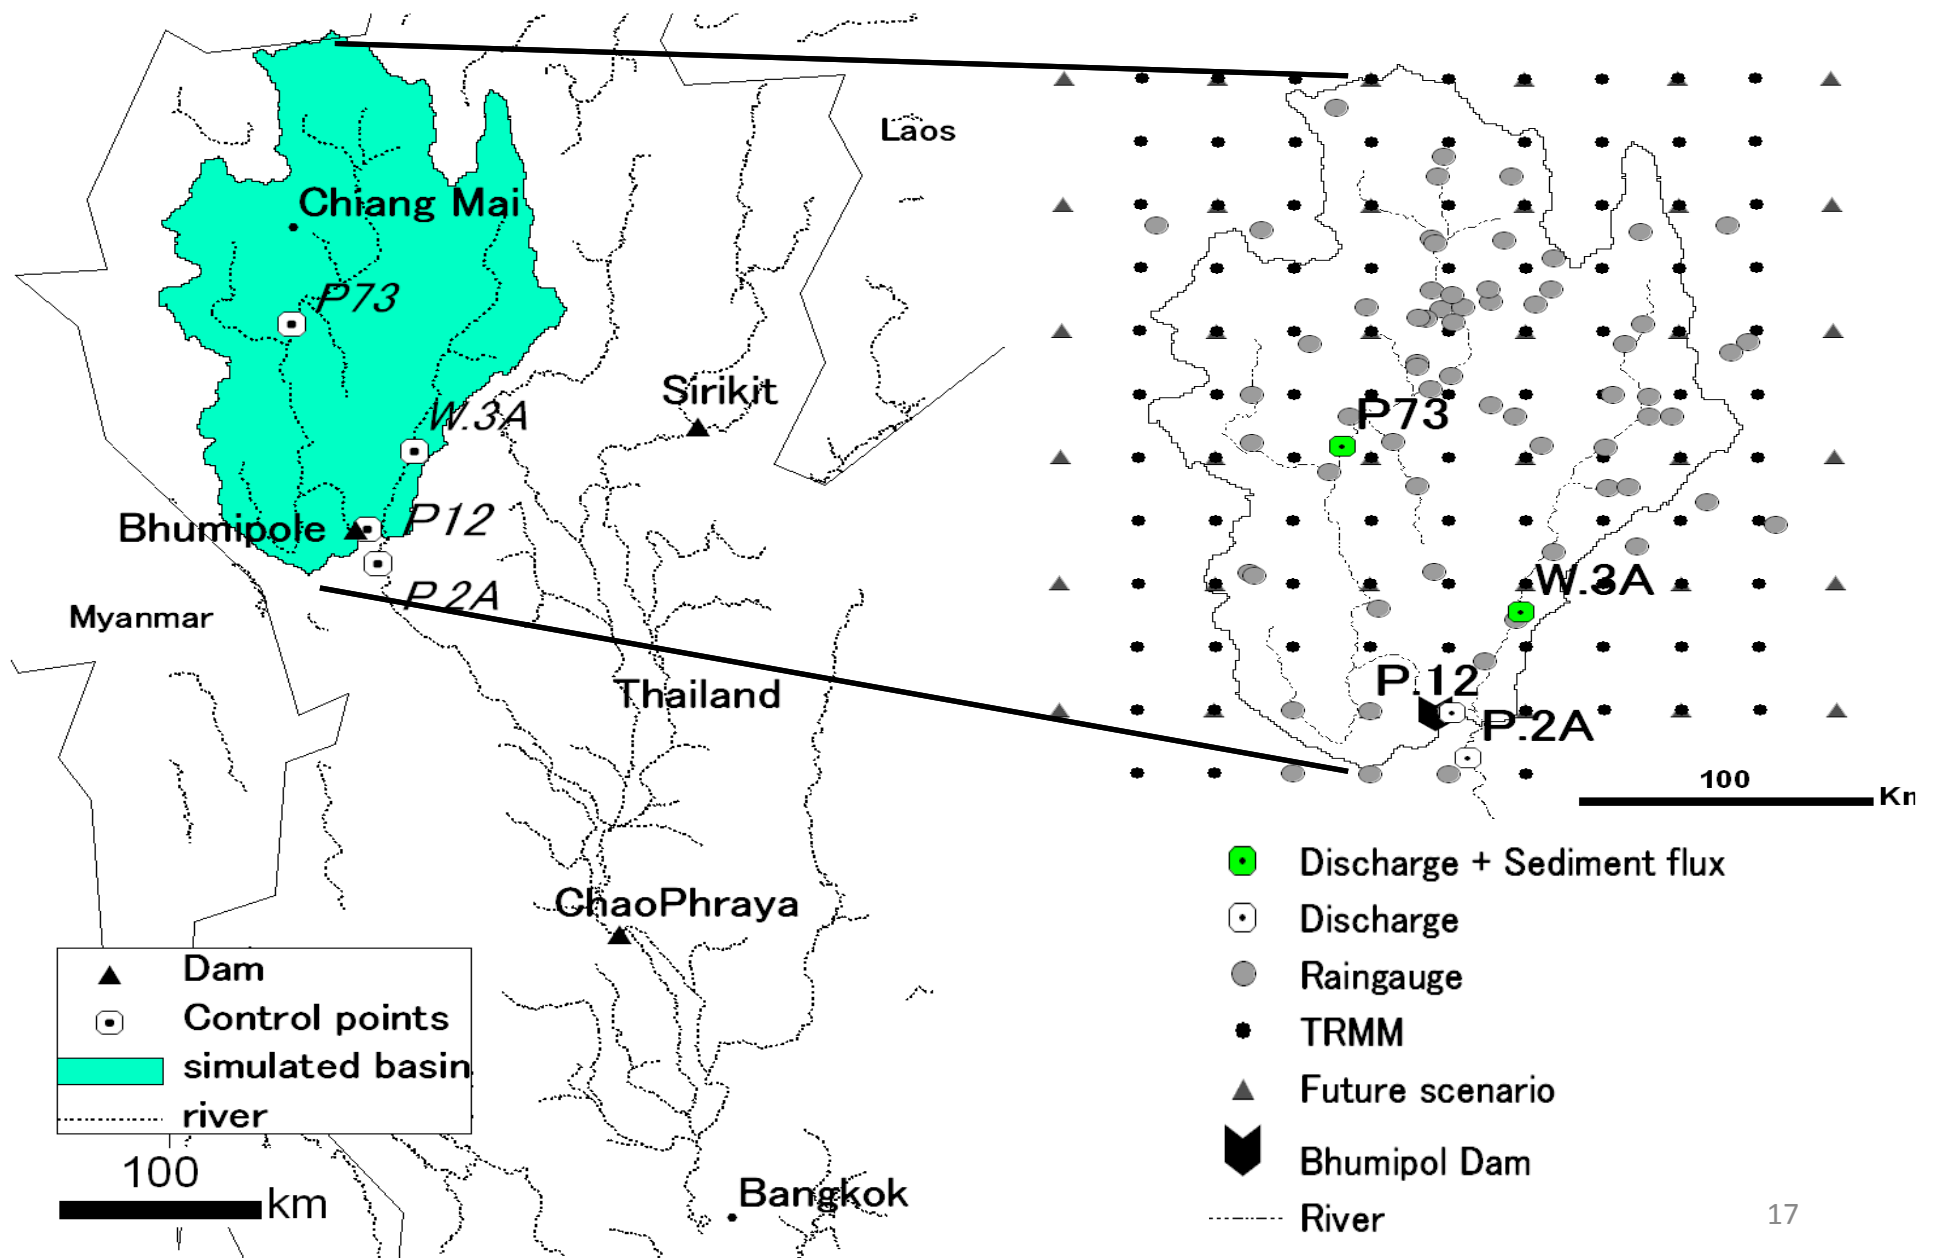 Laos
Chiang Mai
P73
Sirikit
W.3A
P12
Bhumipole
P.2A
Myanmar
Thailand
ChaoPhraya
Bangkok
Dam
Control points
simulated basin
river
100
km
P73
W.3A
P.12
P.2A
100
Discharge + Sediment flux
Discharge
Raingauge
TRMM
Future scenario
Bhumipol Dam
River
17